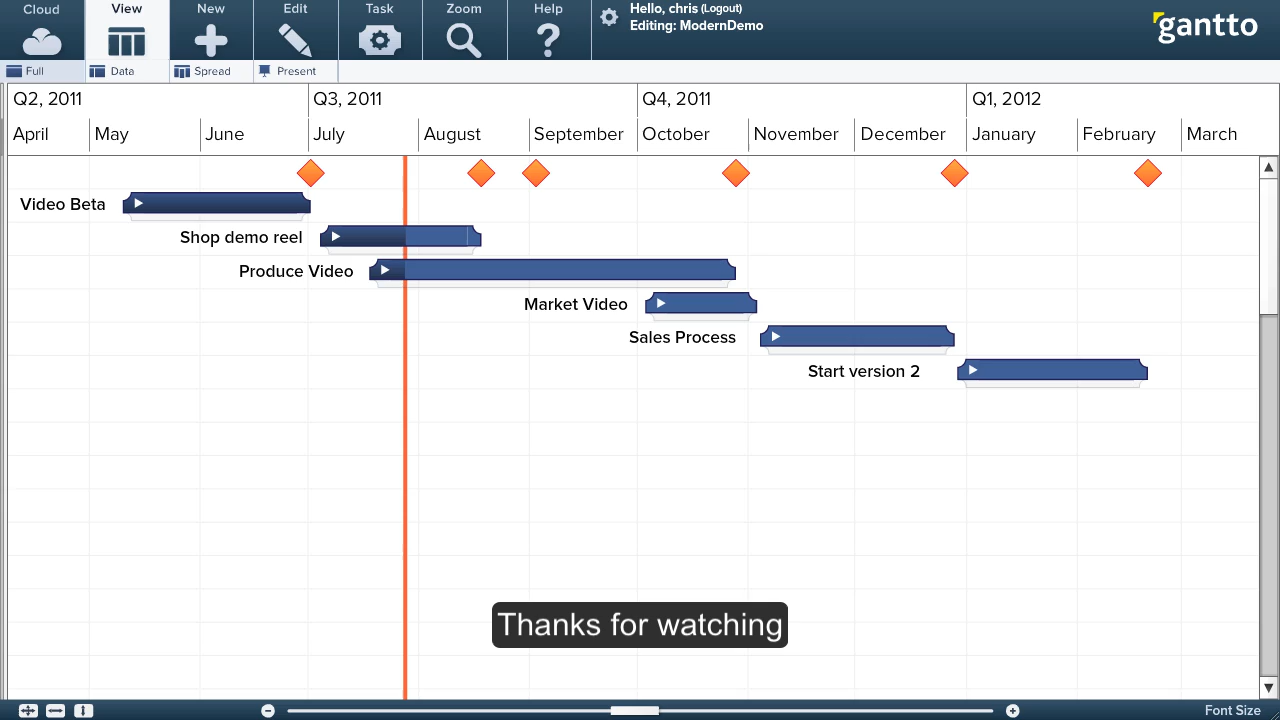 Cloud View New Edit Task Zoom Help
Hello, chris (Logout)
Editing: ModernDemo
gantto
Full Data Spread Present
Q2, 2011 Q3, 2011 Q4, 2011 Q1, 2012
April May June July August September October November December January February March
Video Beta
Shop demo reel
Produce Video
Market Video
Sales Process
Start version 2
Thanks for watching
Font Size